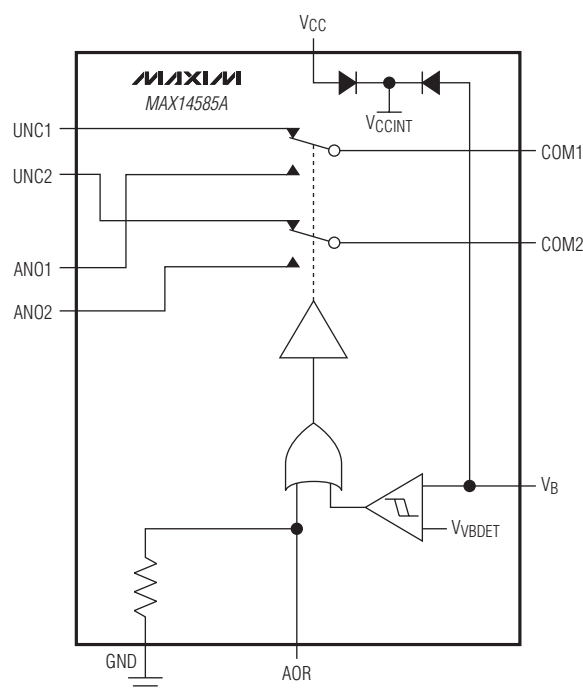 VCC
MAXIM
MAX14585A
VCCINT
UNC1
COM1
UNC2
COM2
ANO1
ANO2
VB
VVBDET
GND
AOR